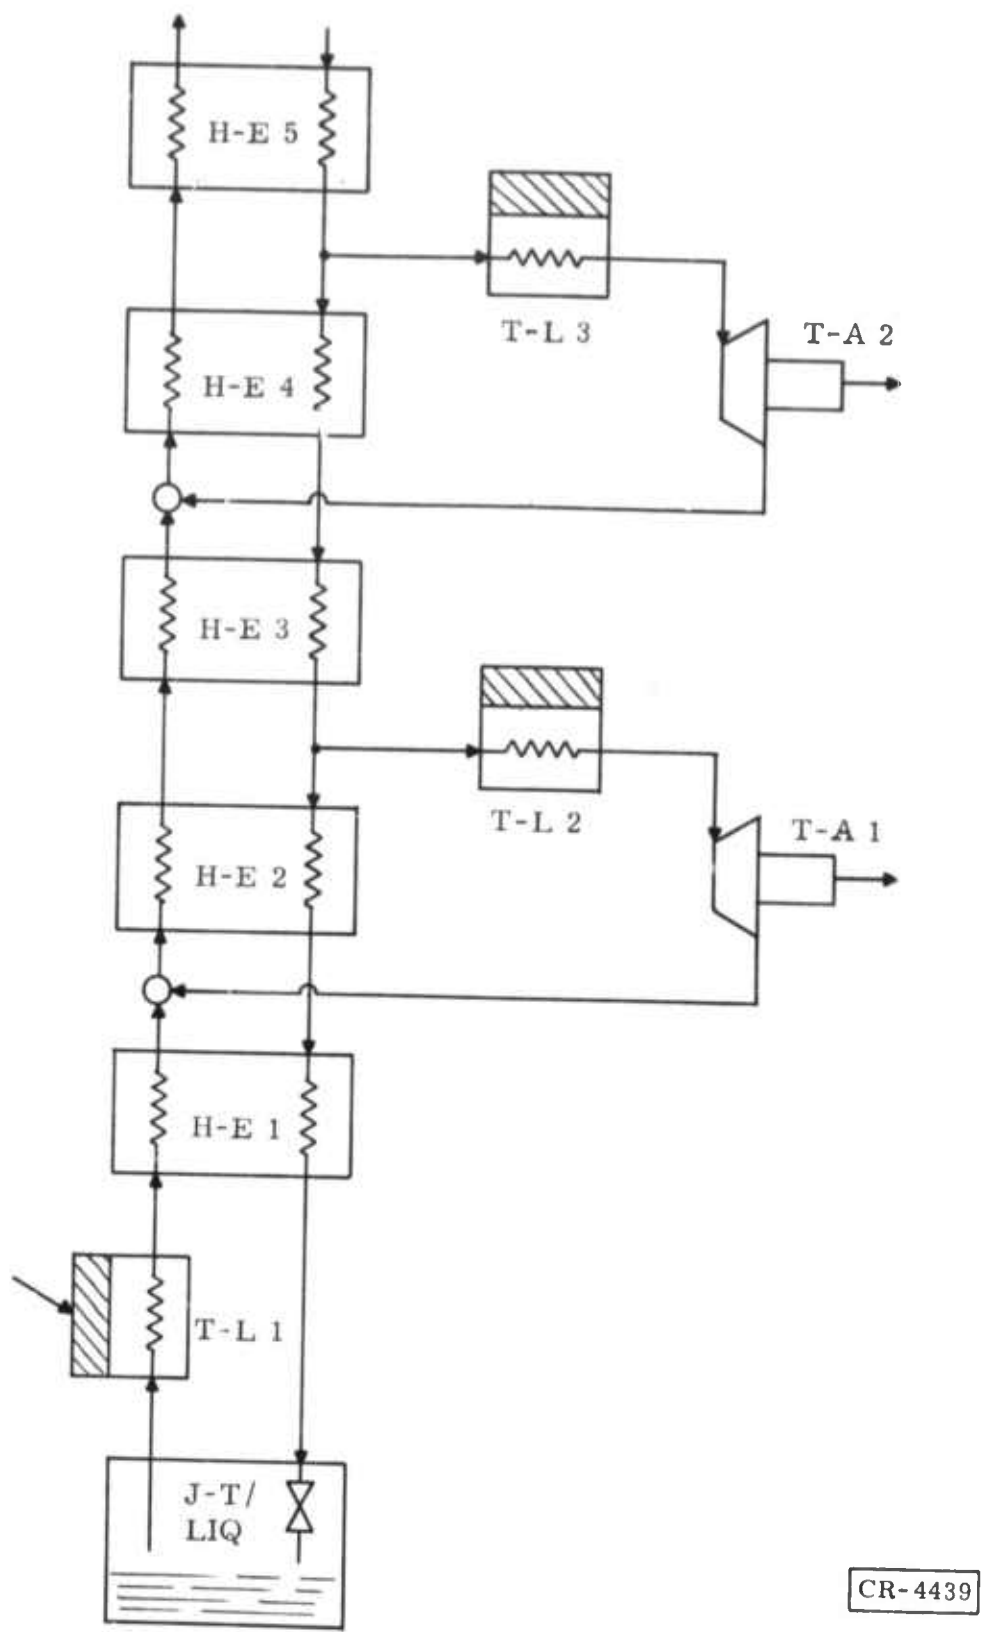 H-E 5
T-L 3
T-A 2
H-E 4
H-E 3
T-L 2
T-A 1
H-E 2
H-E 1
T-L 1
J-T/
LIQ
CR-4439